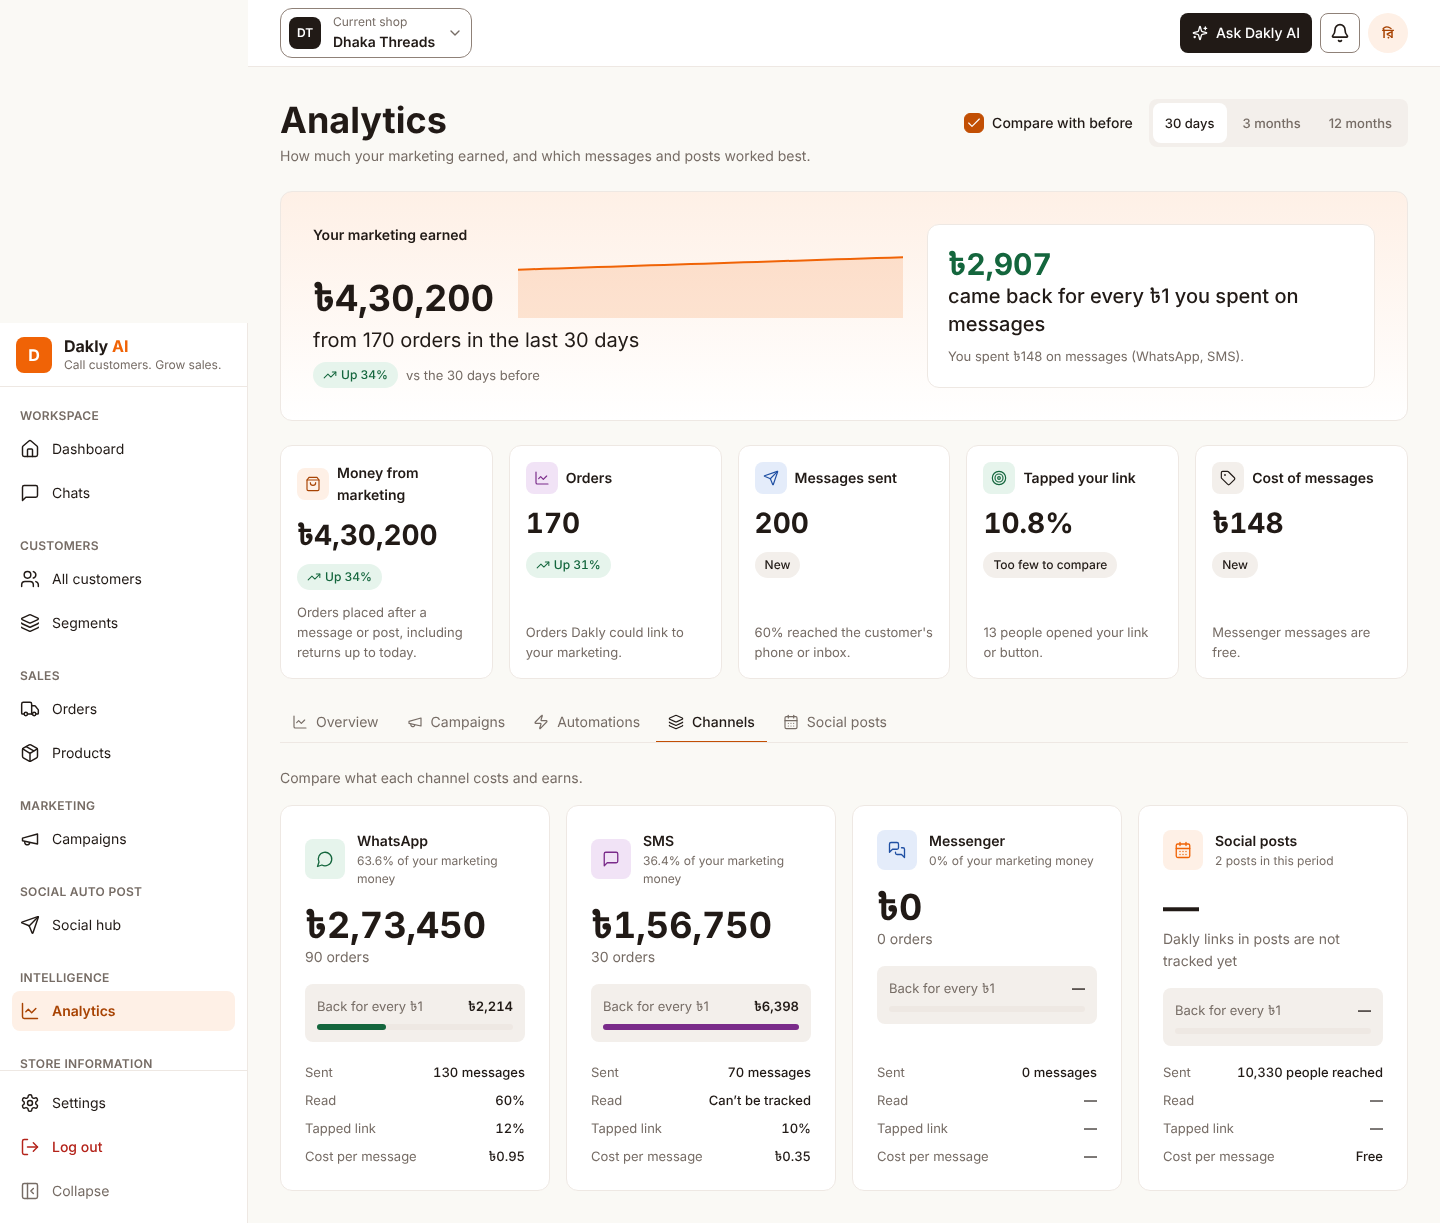 DT
Current shop
Dhaka Threads
Ask Dakly AI
রি
Analytics
How much your marketing earned, and which messages and posts worked best.
Compare with before
30 days
3 months
12 months
Your marketing earned
৳4,30,200
from 170 orders in the last 30 days
Up 34%
vs the 30 days before
৳2,907
came back for every ৳1 you spent on
messages
You spent ৳148 on messages (WhatsApp, SMS).
D
Dakly AI
Call customers. Grow sales.
WORKSPACE
Dashboard
Chats
CUSTOMERS
All customers
Segments
SALES
Orders
Products
MARKETING
Campaigns
SOCIAL AUTO POST
Social hub
INTELLIGENCE
Analytics
STORE INFORMATION
Settings
Log out
Collapse
Money from
marketing
৳4,30,200
Up 34%
Orders placed after a
message or post, including
returns up to today.
Orders
170
Up 31%
Orders Dakly could link to
your marketing.
Messages sent
200
New
60% reached the customer's
phone or inbox.
Tapped your link
10.8%
Too few to compare
13 people opened your link
or button.
Cost of messages
৳148
New
Messenger messages are
free.
Overview
Campaigns
Automations
Channels
Social posts
Compare what each channel costs and earns.
WhatsApp
63.6% of your marketing
money
৳2,73,450
90 orders
Back for every ৳1 ৳2,214
Sent 130 messages
Read 60%
Tapped link 12%
Cost per message ৳0.95
SMS
36.4% of your marketing
money
৳1,56,750
30 orders
Back for every ৳1 ৳6,398
Sent 70 messages
Read Can't be tracked
Tapped link 10%
Cost per message ৳0.35
Messenger
0% of your marketing money
৳0
0 orders
Back for every ৳1 —
Sent 0 messages
Read —
Tapped link —
Cost per message —
Social posts
2 posts in this period
—
Dakly links in posts are not
tracked yet
Back for every ৳1 —
Sent 10,330 people reached
Read —
Tapped link —
Cost per message Free